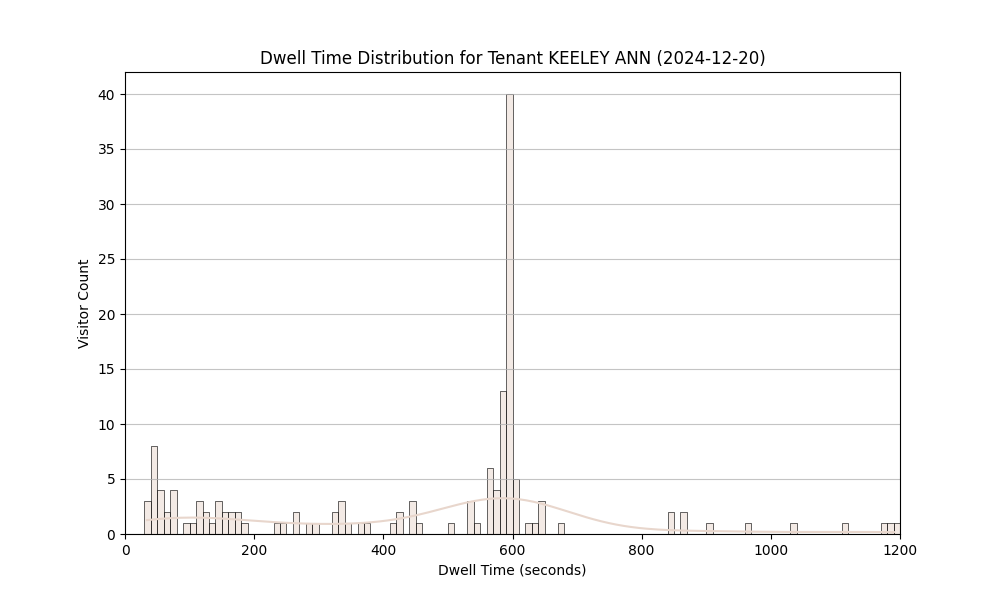 Dwell Time Distribution for Tenant KEELEY ANN (2024-12-20)
Visitor Count
40
35
30
25
20
15
10
5
0
0 200 400 600 800 1000 1200
Dwell Time (seconds)